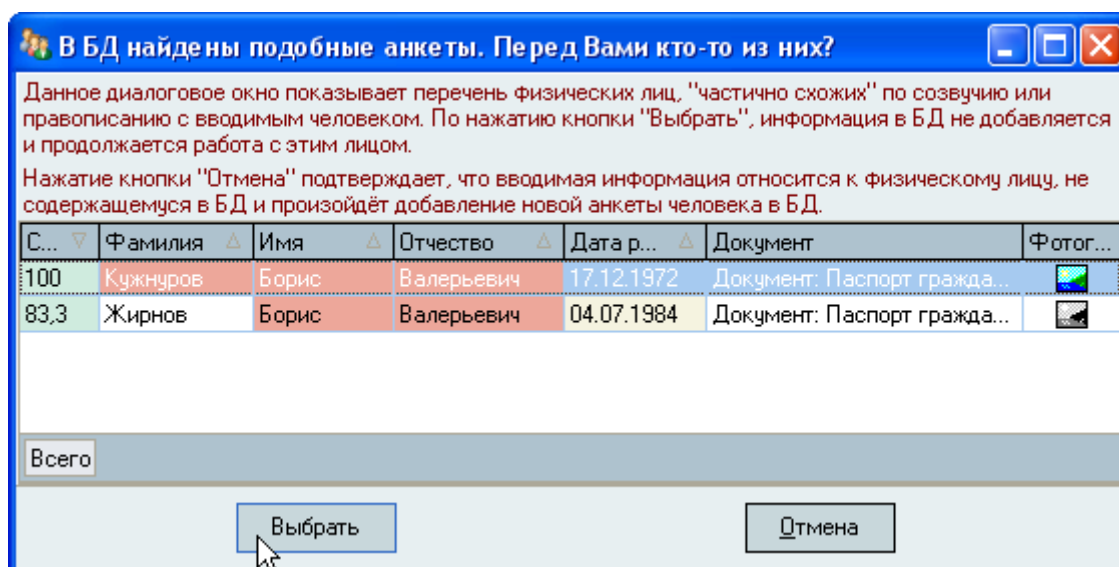 В БД найдены подобные анкеты. Перед Вами кто-то из них?
Данное диалоговое окно показывает перечень физических лиц, "частично схожих" по созвучию или
правописанию с вводимым человеком. По нажатию кнопки "Выбрать", информация в БД не добавляется
и продолжается работа с этим лицом.
Нажатие кнопки "Отмена" подтверждает, что вводимая информация относится к физическому лицу, не
содержащемуся в БД и произойдёт добавление новой анкеты человека в БД.
С... Фамилия Имя Отчество Дата р... Документ Фотог...
100 Кужнуров Борис Валерьевич 17.12.1972 Документ: Паспорт гражда...
83,3 Жирнов Борис Валерьевич 04.07.1984 Документ: Паспорт гражда...
Всего
Выбрать Отмена